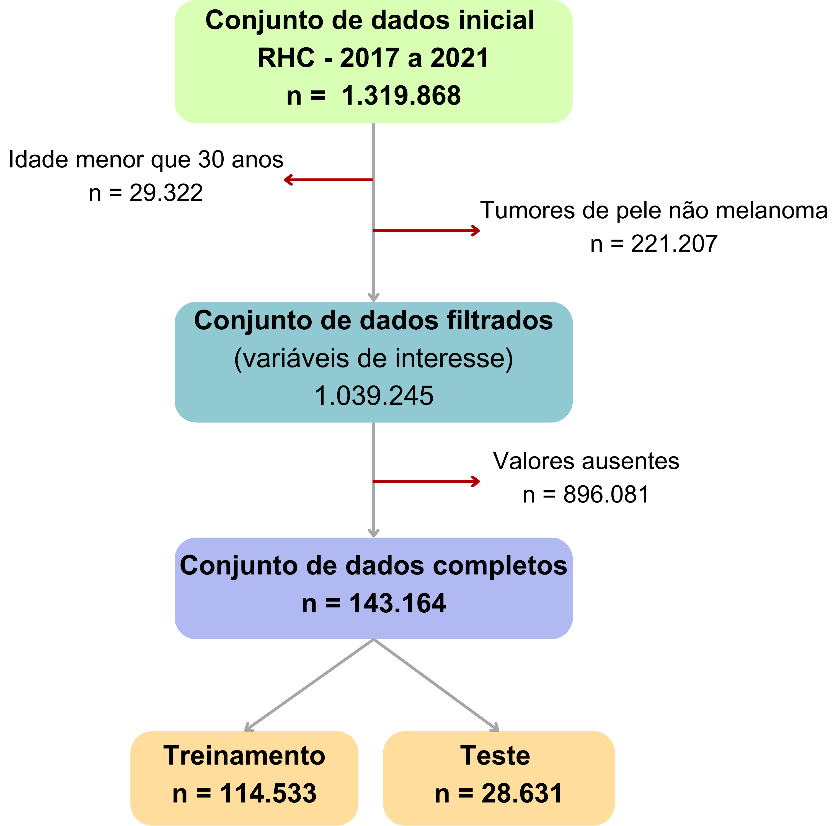 Conjunto de dados inicial
RHC - 2017 a 2021
n = 1.319.868
Idade menor que 30 anos
n = 29.322
Tumores de pele não melanoma
n = 221.207
Conjunto de dados filtrados
(variáveis de interesse)
1.039.245
Valores ausentes
n = 896.081
Conjunto de dados completos
n = 143.164
Treinamento
n = 114.533
Teste
n = 28.631